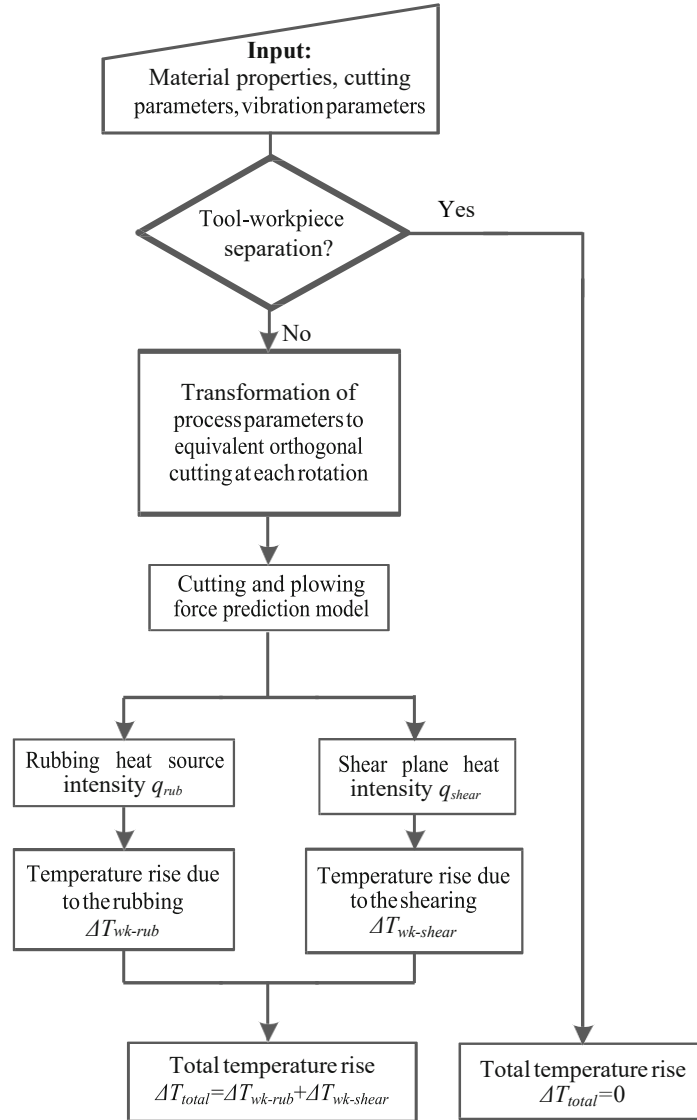 Input:
Material properties, cutting
parameters, vibration parameters
Tool-workpiece
separation?
Yes
No
Transformation of
process parameters to
equivalent orthogonal
cutting at each rotation
Cutting and plowing
force prediction model
Rubbing heat source
intensity q_rub
Shear plane heat
intensity q_shear
Temperature rise due
to the rubbing
ΔT_wk-rub
Temperature rise due
to the shearing
ΔT_wk-shear
Total temperature rise
ΔT_total=ΔT_wk-rub+ΔT_wk-shear
Total temperature rise
ΔT_total=0